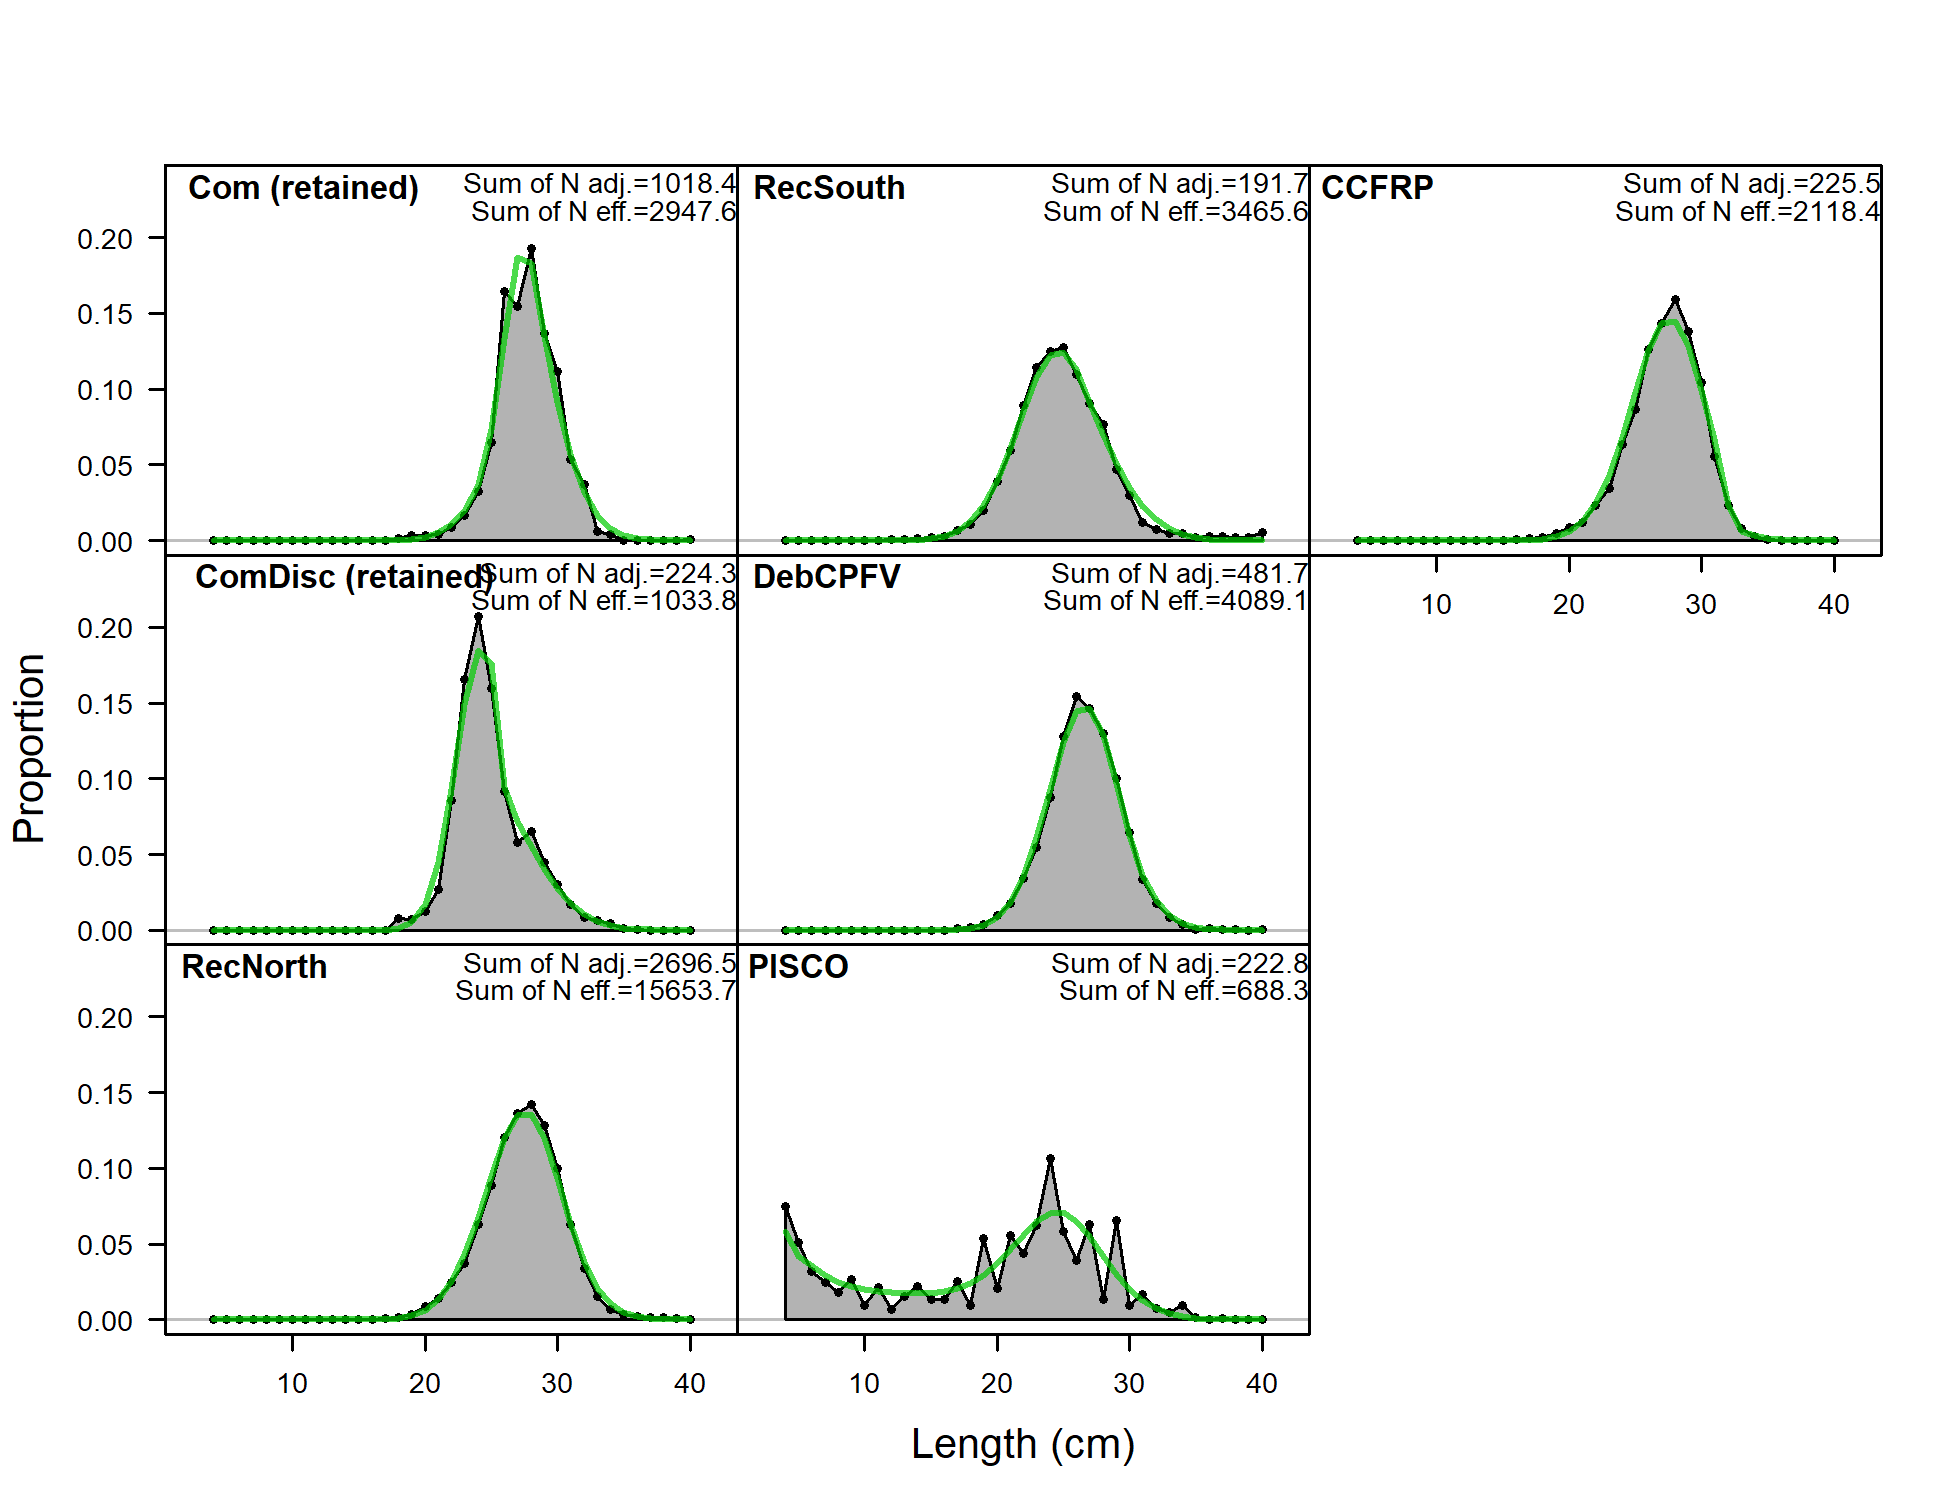 Com (retained)
Sum of N adj.=1018.4
Sum of N eff.=2947.6
RecSouth
Sum of N adj.=191.7
Sum of N eff.=3465.6
CCFRP
Sum of N adj.=225.5
Sum of N eff.=2118.4
0.20
0.15
0.10
0.05
0.00
10 20 30 40
ComDisc (retained)
Sum of N adj.=224.3
Sum of N eff.=1033.8
DebCPFV
Sum of N adj.=481.7
Sum of N eff.=4089.1
0.20
0.15
0.10
0.05
0.00
Proportion
RecNorth
Sum of N adj.=2696.5
Sum of N eff.=15653.7
PISCO
Sum of N adj.=222.8
Sum of N eff.=688.3
0.20
0.15
0.10
0.05
0.00
10 20 30 40
10 20 30 40
Length (cm)